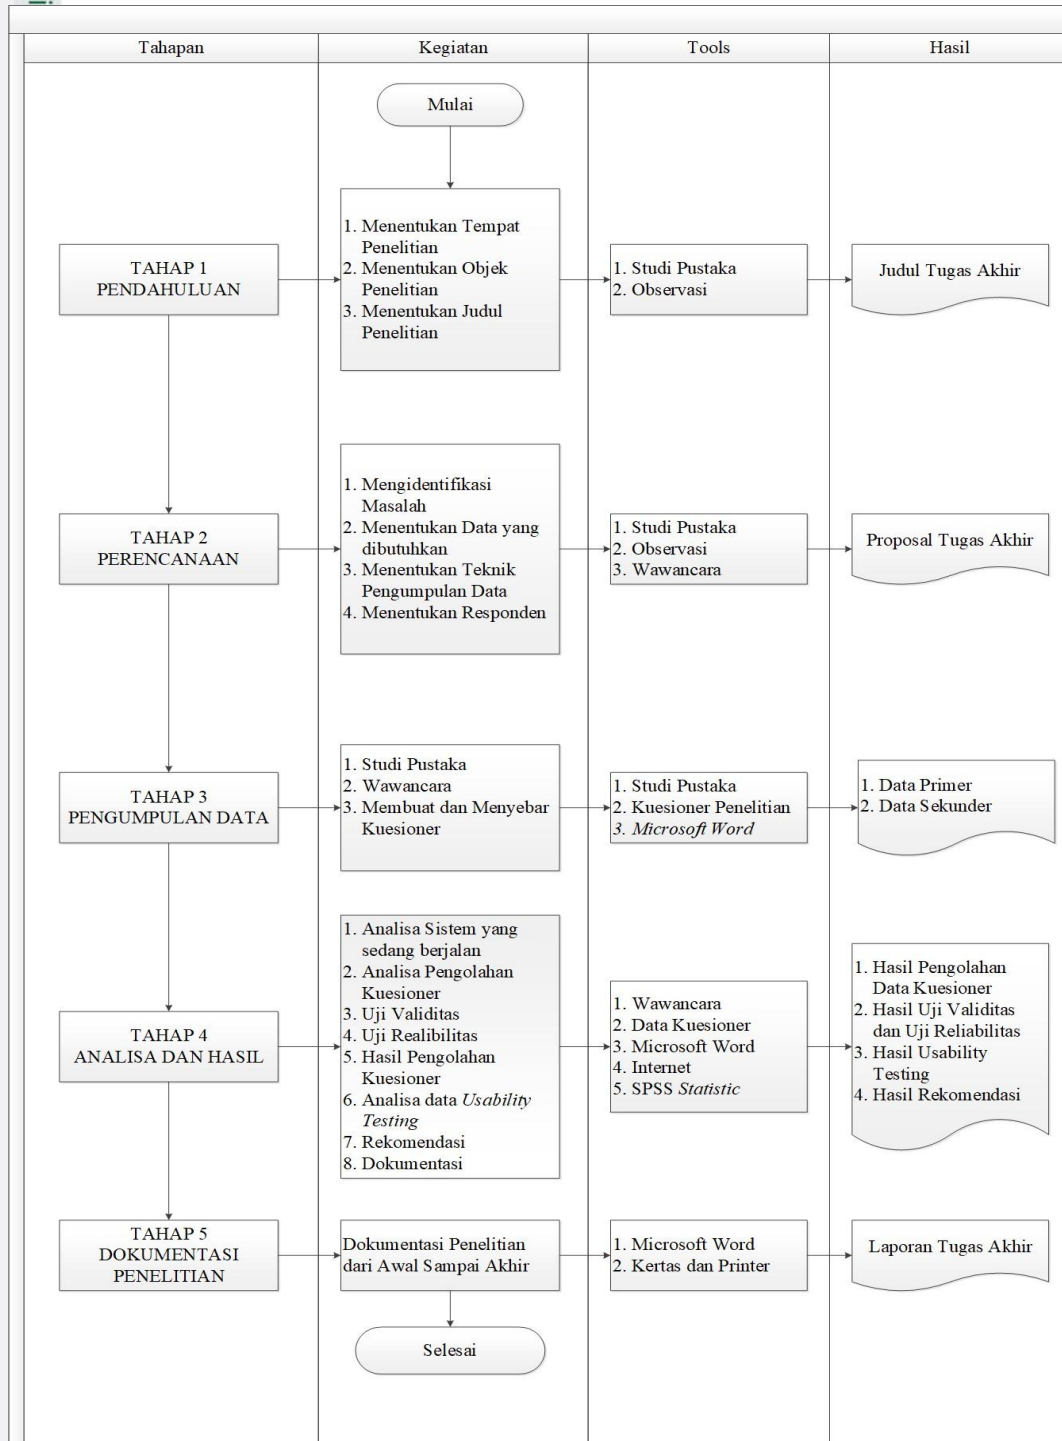 Tahapan
Kegiatan
Tools
Hasil
Mulai
TAHAP 1
PENDAHULUAN
1. Menentukan Tempat
Penelitian
2. Menentukan Objek
Penelitian
3. Menentukan Judul
Penelitian
1. Studi Pustaka
2. Observasi
Judul Tugas Akhir
TAHAP 2
PERENCANAAN
1. Mengidentifikasi
Masalah
2. Menentukan Data yang
dibutuhkan
3. Menentukan Teknik
Pengumpulan Data
4. Menentukan Responden
1. Studi Pustaka
2. Observasi
3. Wawancara
Proposal Tugas Akhir
TAHAP 3
PENGUMPULAN DATA
1. Studi Pustaka
2. Wawancara
3. Membuat dan Menyebar
Kuesioner
1. Studi Pustaka
2. Kuesioner Penelitian
3. Microsoft Word
1. Data Primer
2. Data Sekunder
TAHAP 4
ANALISA DAN HASIL
1. Analisa Sistem yang
sedang berjalan
2. Analisa Pengolahan
Kuesioner
3. Uji Validitas
4. Uji Realibilitas
5. Hasil Pengolahan
Kuesioner
6. Analisa data Usability
Testing
7. Rekomendasi
8. Dokumentasi
1. Wawancara
2. Data Kuesioner
3. Microsoft Word
4. Internet
5. SPSS Statistic
1. Hasil Pengolahan
Data Kuesioner
2. Hasil Uji Validitas
dan Uji Reliabilitas
3. Hasil Usability
Testing
4. Hasil Rekomendasi
TAHAP 5
DOKUMENTASI
PENELITIAN
Dokumentasi Penelitian
dari Awal Sampai Akhir
1. Microsoft Word
2. Kertas dan Printer
Laporan Tugas Akhir
Selesai